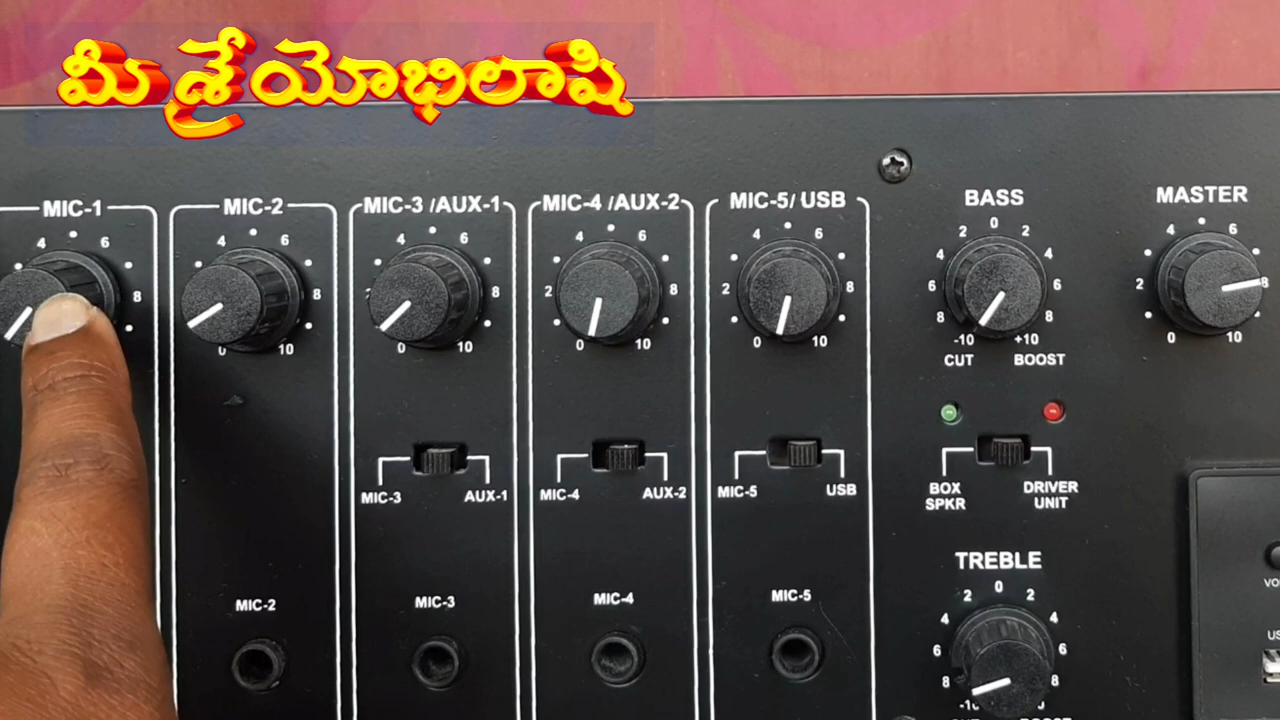 మీ శ్రేయోభిలాషి
MIC-1
4 6
8
MIC-2
4 6
8
0 10
MIC-2
MIC-3 /AUX-1
4 6
8
0 10
MIC-3 AUX-1
MIC-3
MIC-4 /AUX-2
4 6
2 8
0 10
MIC-4 AUX-2
MIC-4
MIC-5/ USB
4 6
2 8
0 10
MIC-5 USB
MIC-5
BASS
0
2 2
4 4
6 6
8 8
-10 +10
CUT BOOST
BOX DRIVER
SPKR UNIT
TREBLE
0
2 2
4 4
6 6
8 8
MASTER
4 6
2 8
0 10